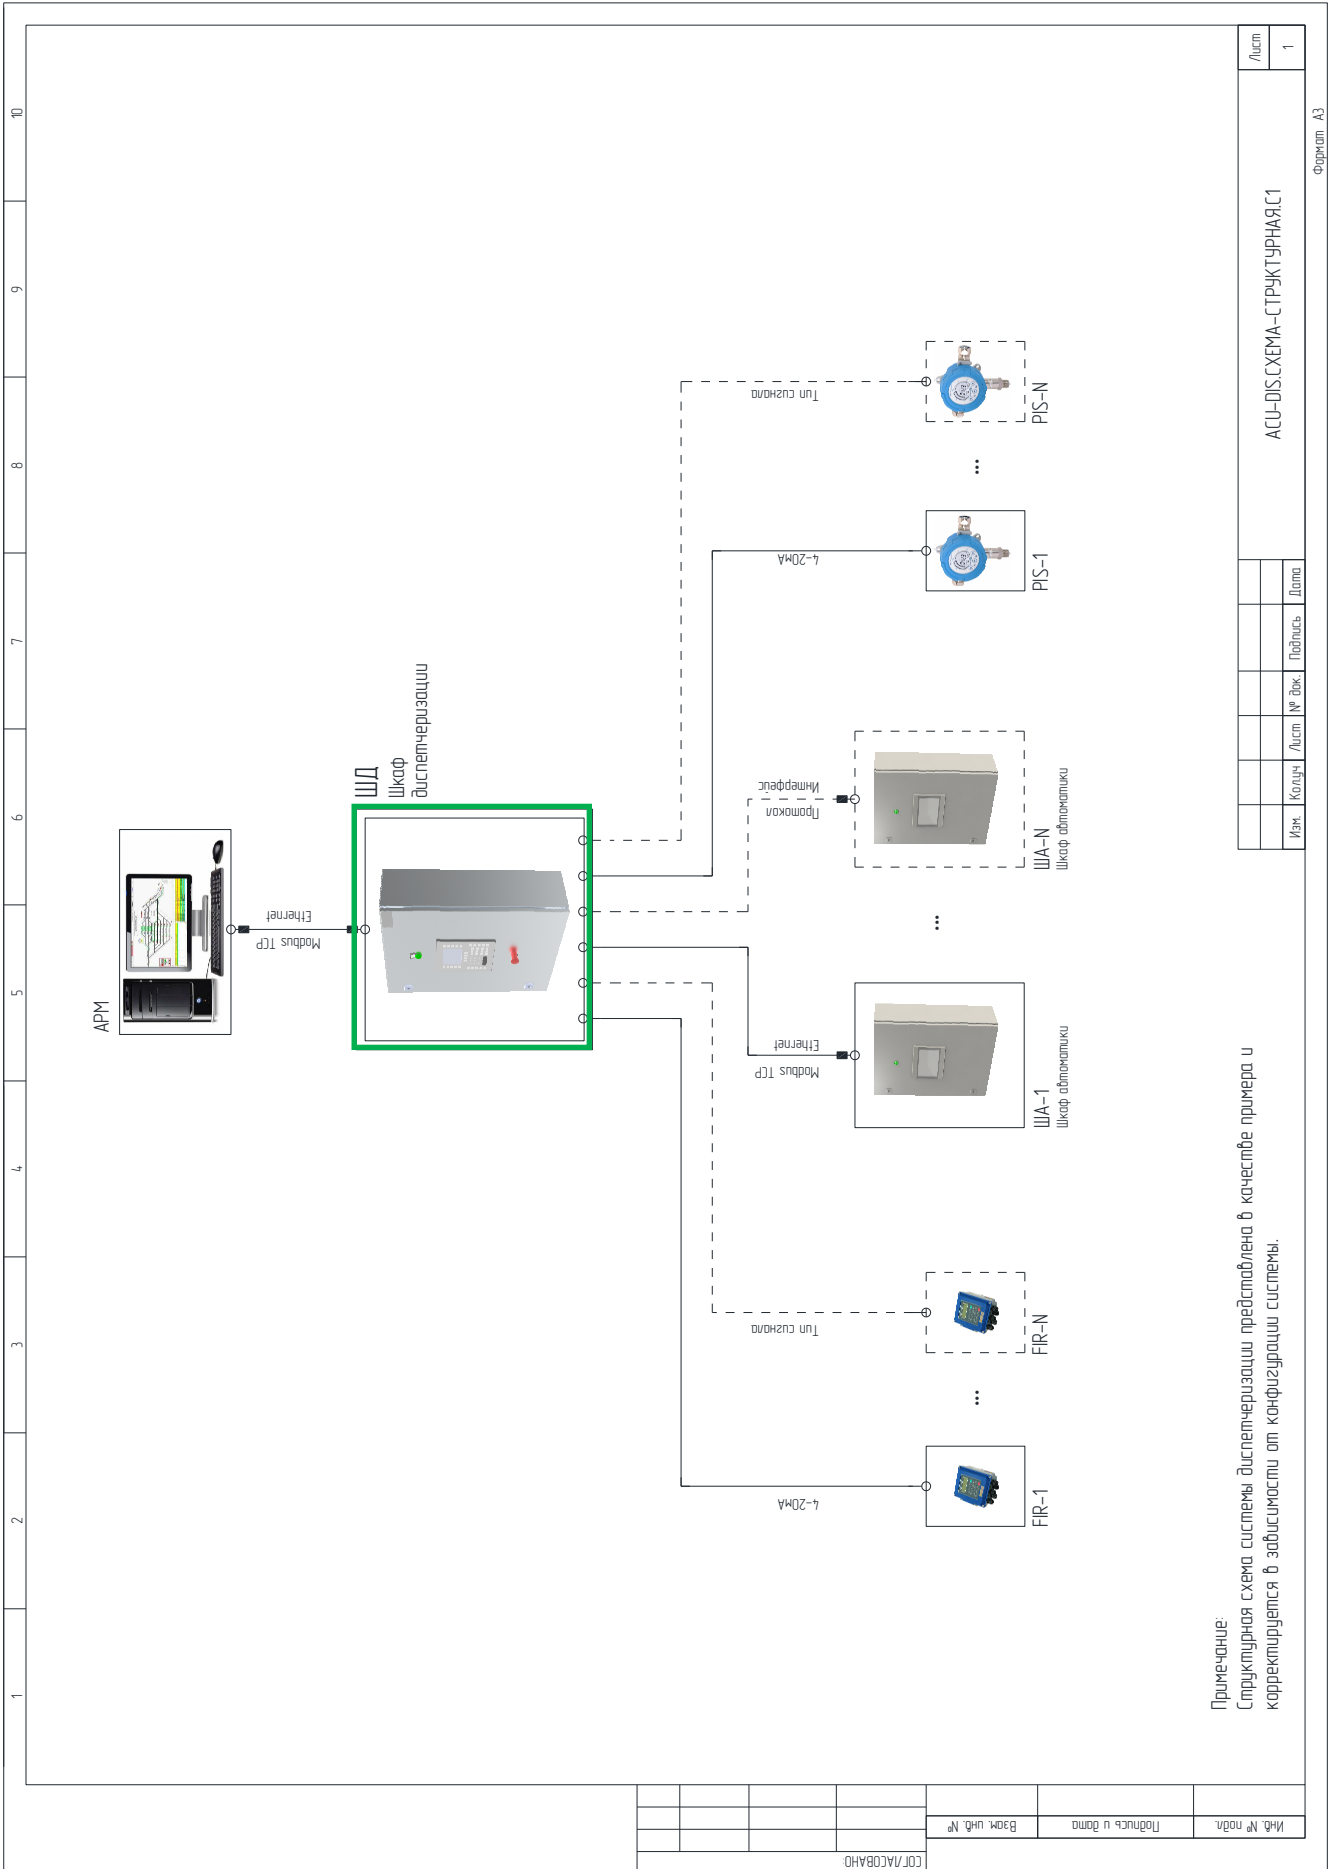 1
2
3
4
5
6
7
8
9
10
АРМ
Modbus TCP
Ethernet
ШД
Шкаф
диспетчеризации
4-20мА
Тип сигнала
Modbus TCP
Ethernet
Протокол
Интерфейс
4-20мА
Тип сигнала
FIR-1
...
FIR-N
ША-1
Шкаф автоматики
...
ША-N
Шкаф автоматики
PIS-1
...
PIS-N
Примечание:
Структурная схема системы диспетчеризации представлена в качестве примера и
корректируется в зависимости от конфигурации системы.
СОГЛАСОВАНО:
Взам. инв. №
Подпись и дата
Инв. № подл.
Изм. Кол.уч Лист № док. Подпись Дата
ACU-DIS.СХЕМА-СТРУКТУРНАЯ.С1
Лист
1
Формат А3